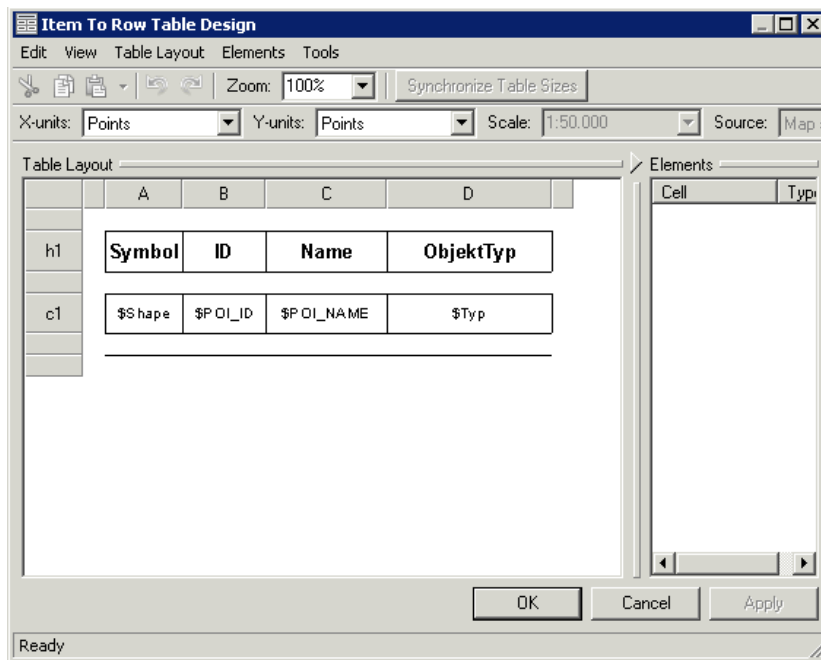 Item To Row Table Design
Edit View Table Layout Elements Tools
Zoom: 100% Synchronize Table Sizes
X-units: Points Y-units: Points Scale: 1:50.000 Source: Map
Table Layout Elements
A B C D Cell Type
h1 Symbol ID Name ObjektTyp
c1 $Shape $POI_ID $POI_NAME $Typ
OK Cancel Apply
Ready